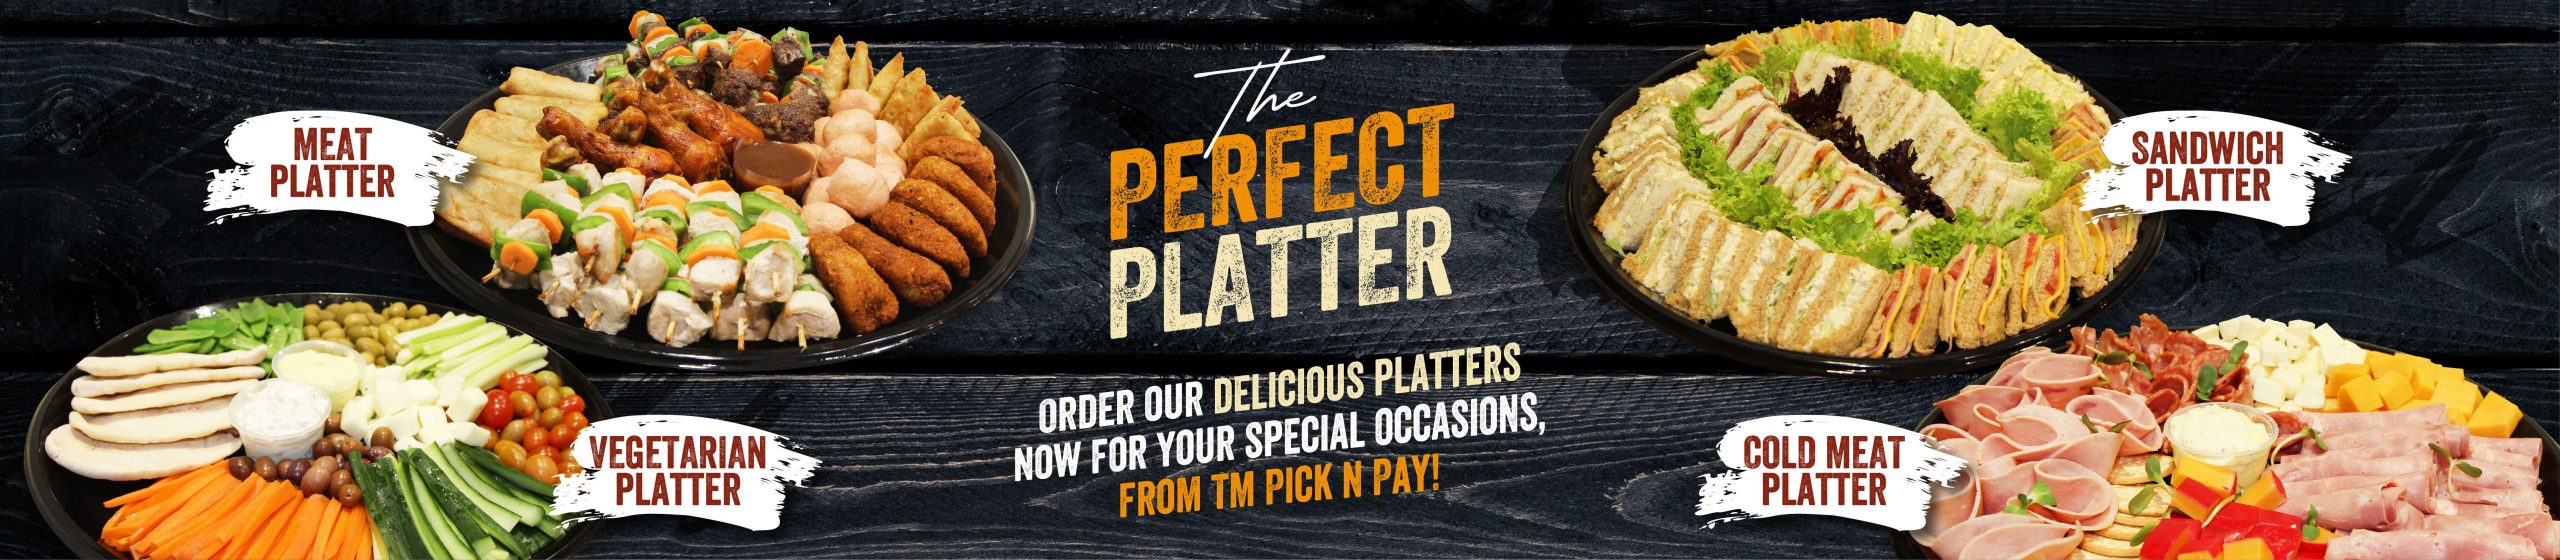 MEAT
PLATTER
VEGETARIAN
PLATTER
The
PERFECT
PLATTER
ORDER OUR DELICIOUS PLATTERS
NOW FOR YOUR SPECIAL OCCASIONS,
FROM TM PICK N PAY!
SANDWICH
PLATTER
COLD MEAT
PLATTER